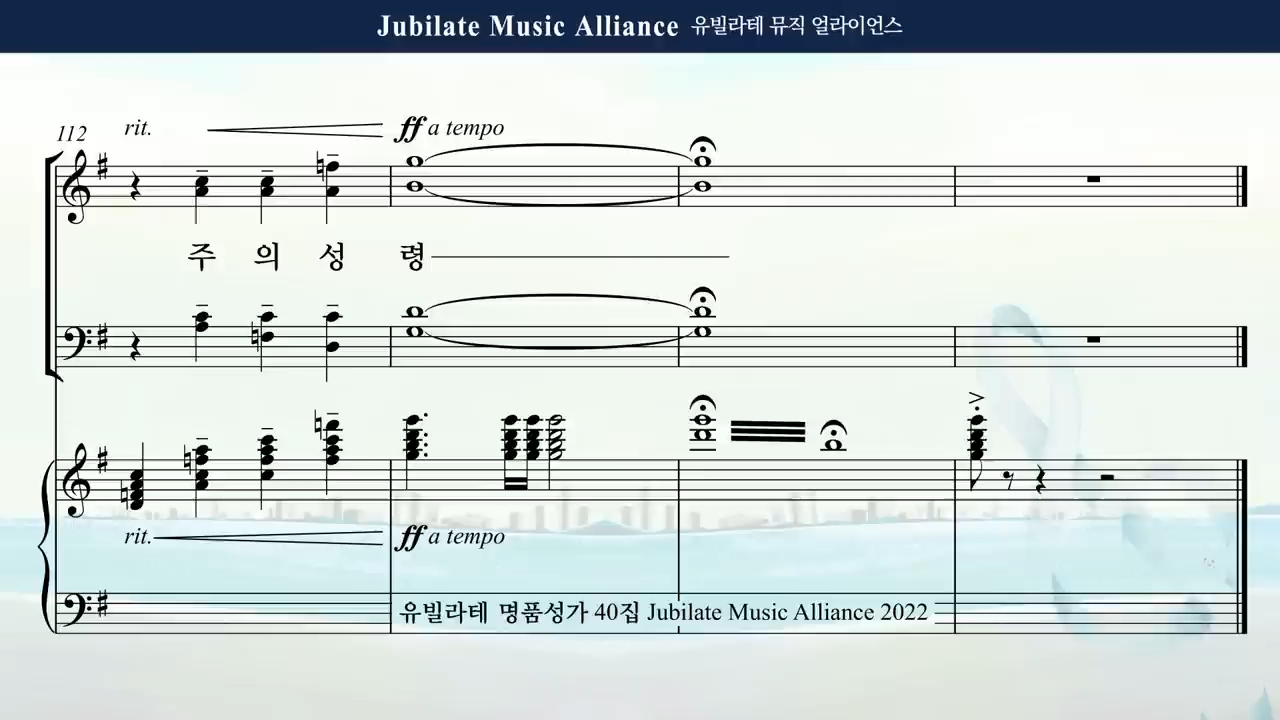 Jubilate Music Alliance 유빌라테 뮤직 얼라이언스
112 rit. ff a tempo
주 의 성 령
rit. ff a tempo
유빌라테 명품성가 40집 Jubilate Music Alliance 2022